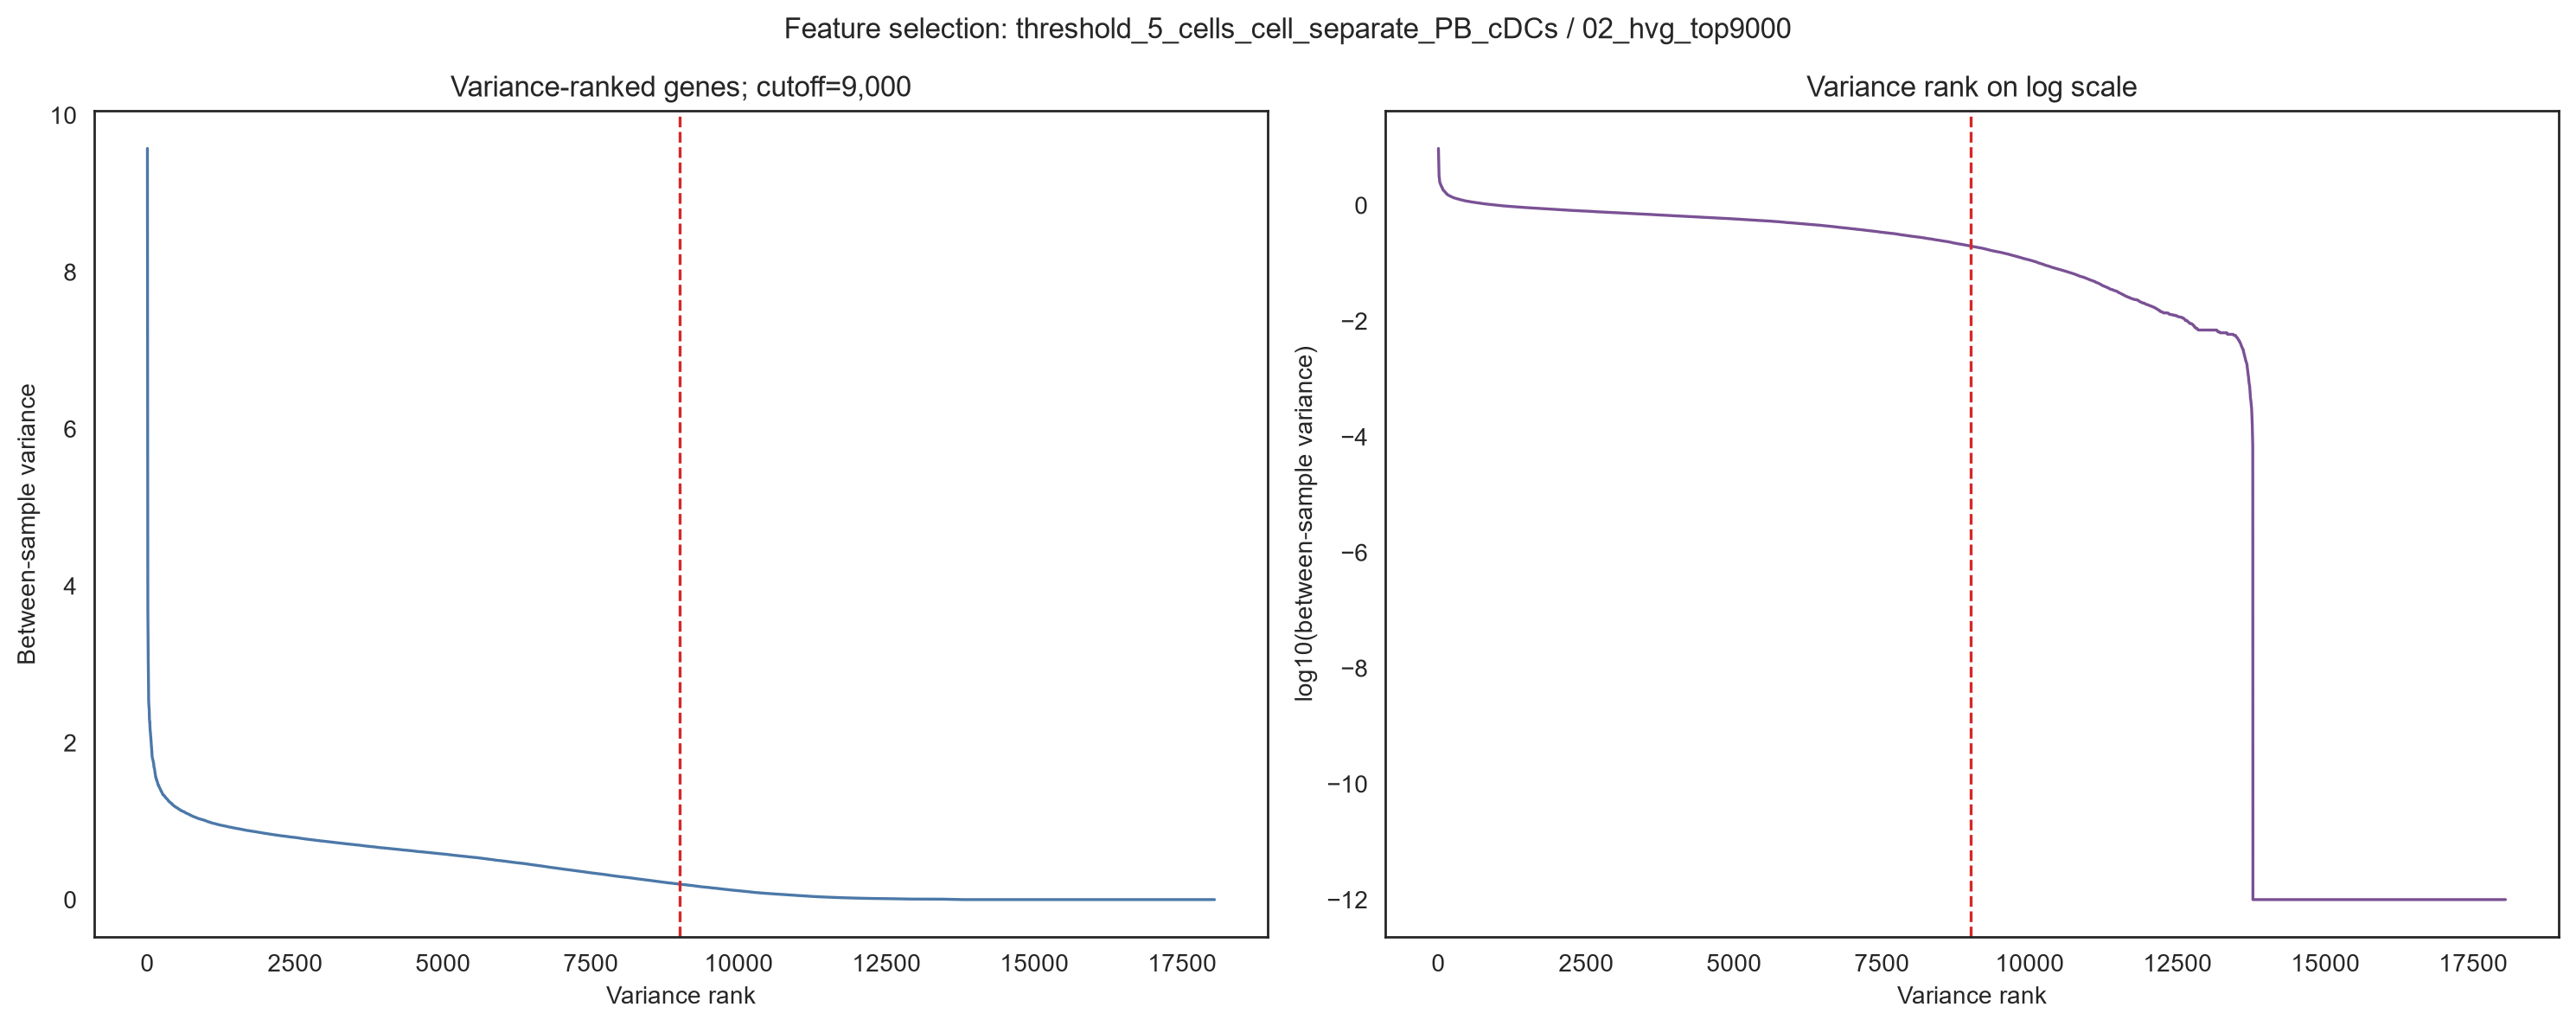 Feature selection: threshold_5_cells_cell_separate_PB_cDCs / 02_hvg_top9000
Variance-ranked genes; cutoff=9,000
Between-sample variance
10
8
6
4
2
0
0 2500 5000 7500 10000 12500 15000 17500
Variance rank
Variance rank on log scale
log10(between-sample variance)
0
−2
−4
−6
−8
−10
−12
0 2500 5000 7500 10000 12500 15000 17500
Variance rank